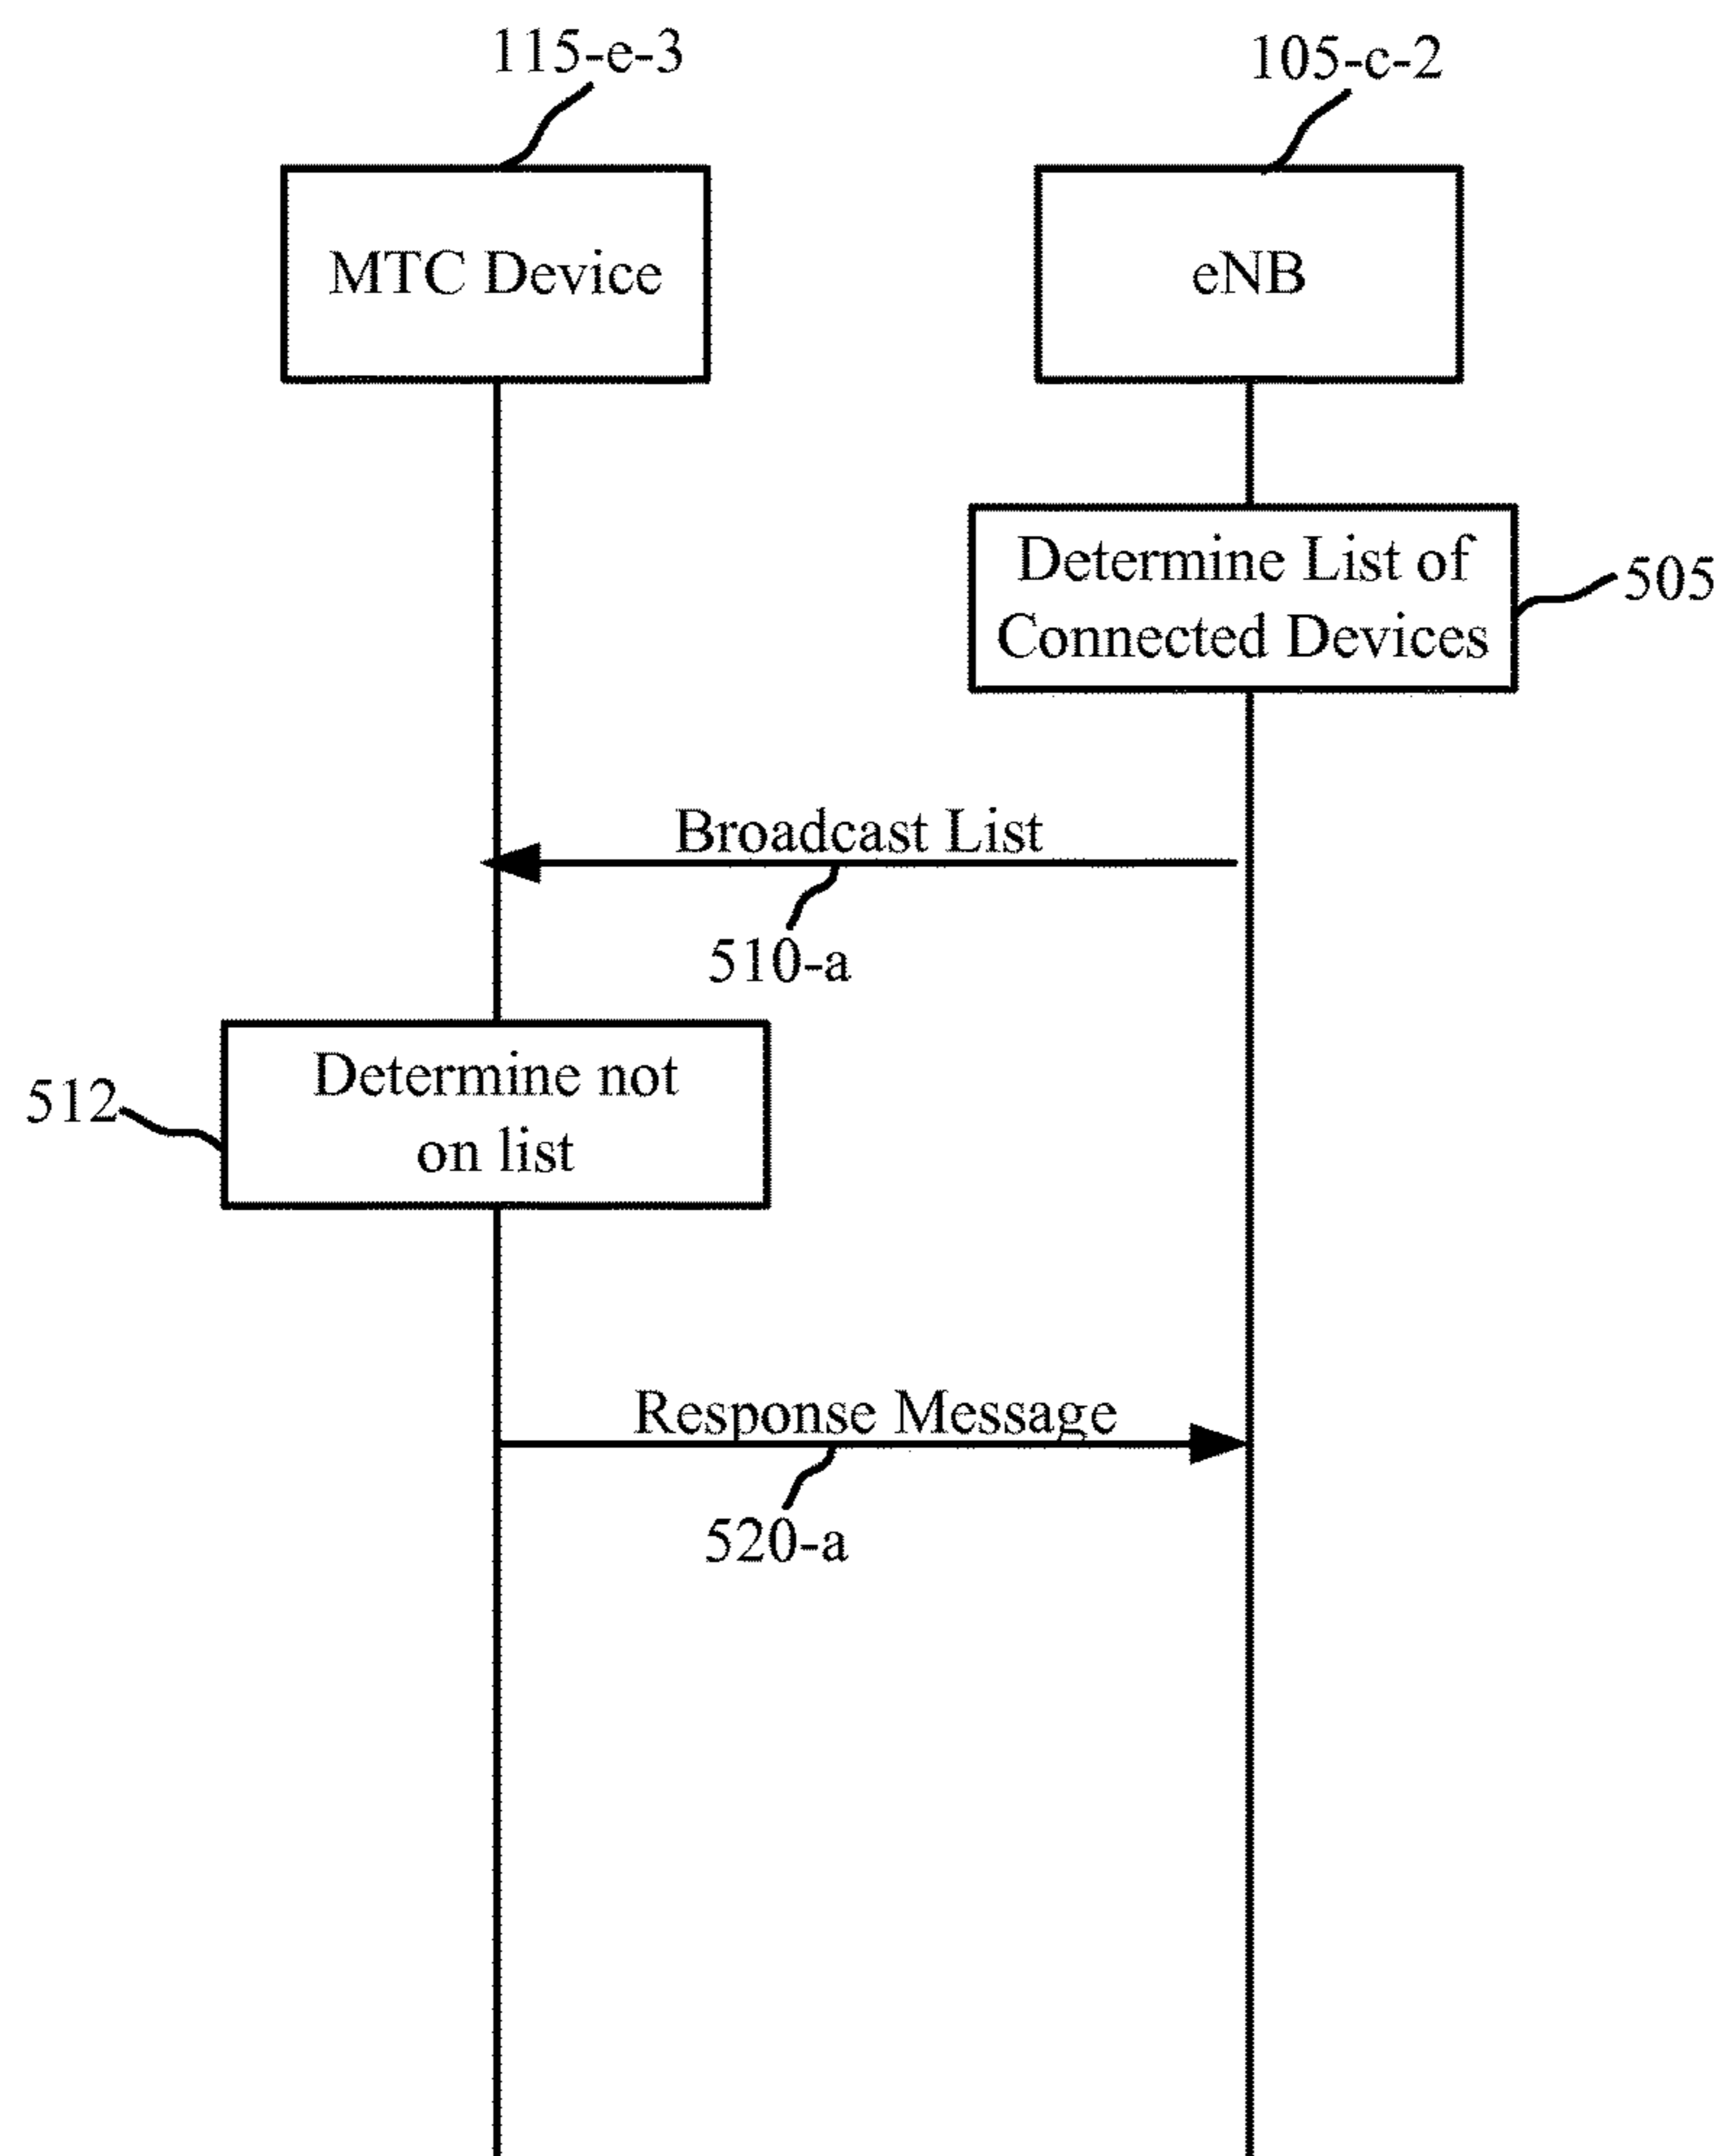 115-e-3
105-c-2
MTC Device
eNB
Determine List of
Connected Devices
505
Broadcast List
510-a
Determine not
on list
512
Response Message
520-a